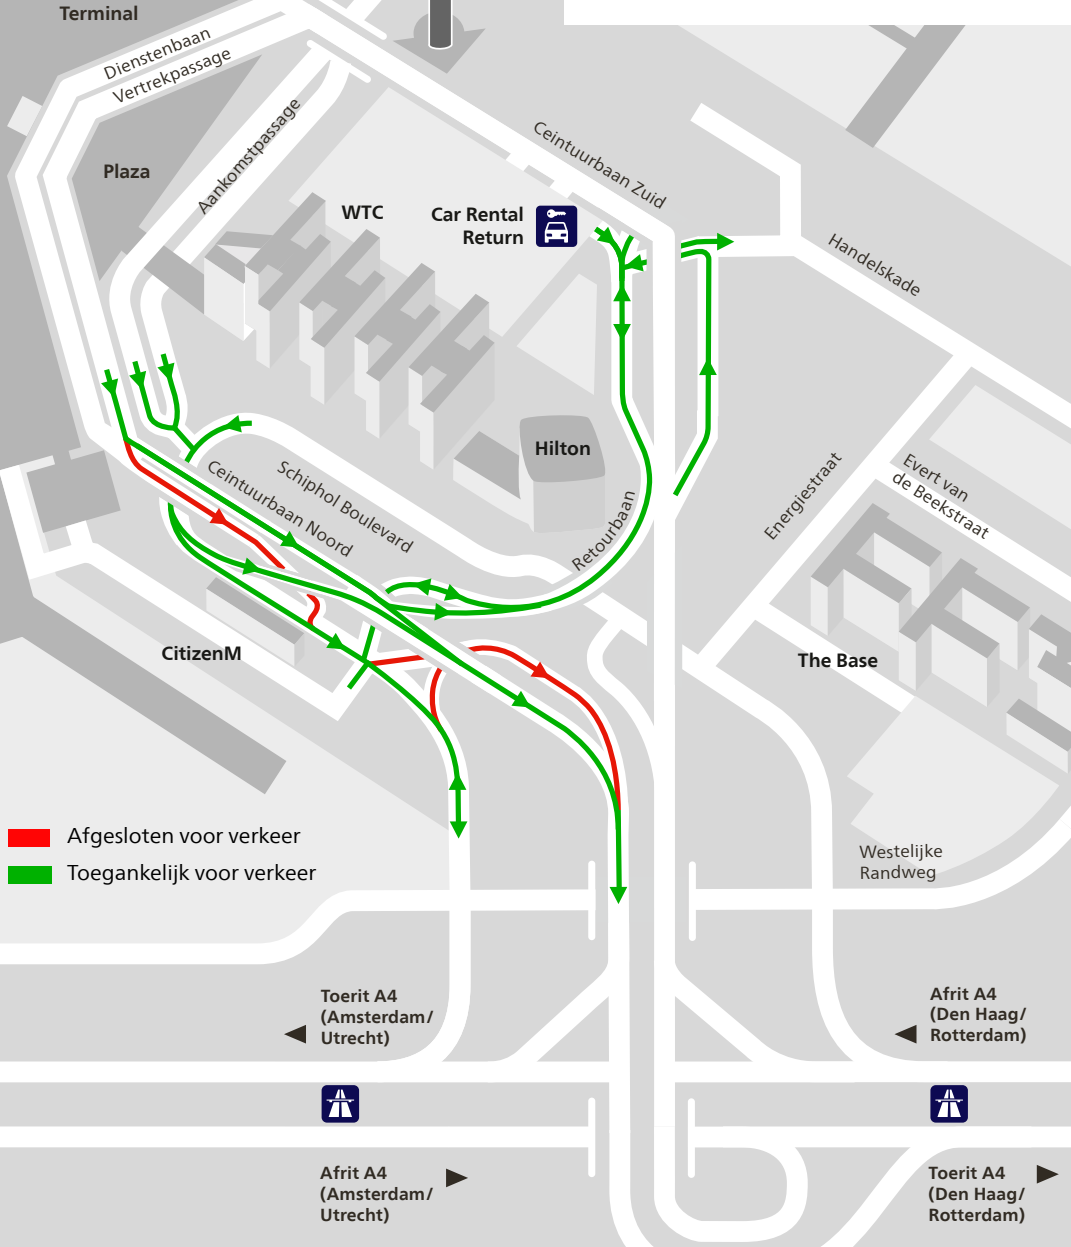 Terminal
Dienstenbaan
Vertrekpassage
Plaza
Aankomstpassage
WTC
Car Rental
Return
Ceintuurbaan Zuid
Handelskade
Hilton
Schiphol Boulevard
Ceintuurbaan Noord
Retourbaan
Energiestraat
Evert van
de Beekstraat
CitizenM
The Base
Afgesloten voor verkeer
Toegankelijk voor verkeer
Westelijke
Randweg
Toerit A4
(Amsterdam/
Utrecht)
Afrit A4
(Den Haag/
Rotterdam)
Afrit A4
(Amsterdam/
Utrecht)
Toerit A4
(Den Haag/
Rotterdam)